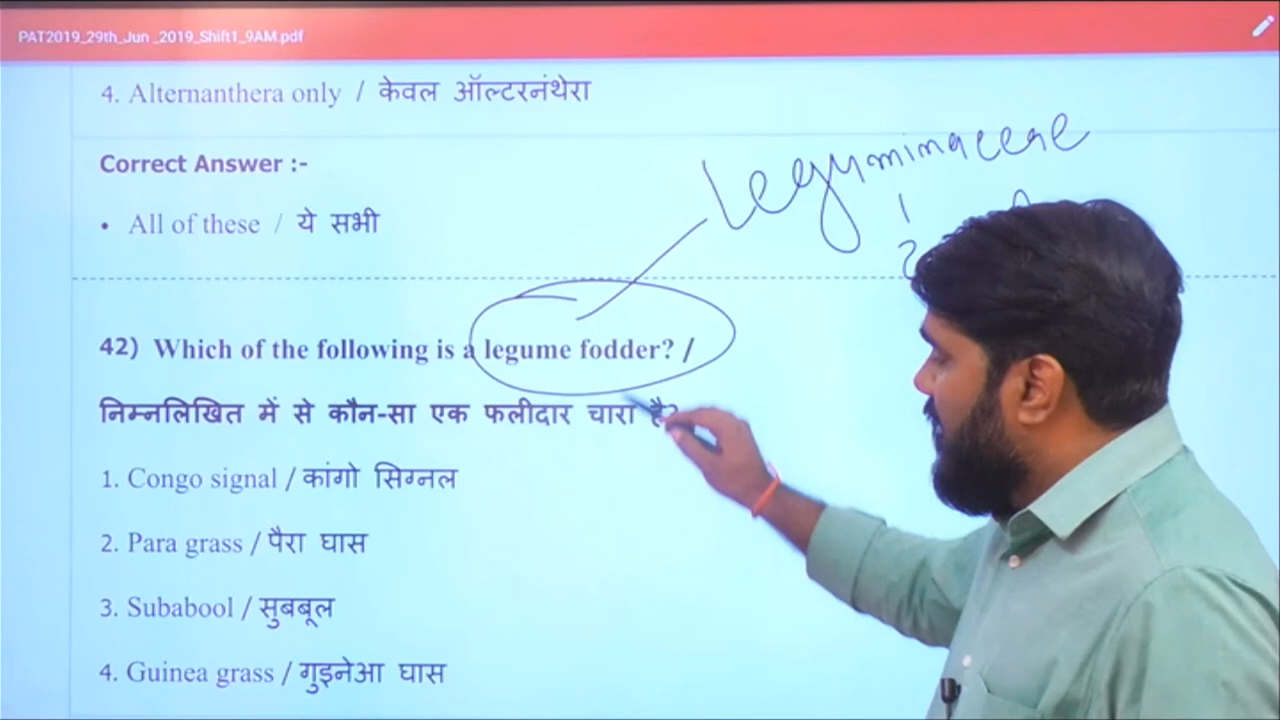 PAT2019_29th_Jun _2019_Shift1_9AM.pdf
4. Alternanthera only / केवल ऑल्टरनंथेरा
Correct Answer :-
• All of these / ये सभी
Leguminaceae
1
2
42) Which of the following is a legume fodder? /
निम्नलिखित में से कौन-सा एक फलीदार चारा है?
1. Congo signal / कांगो सिग्नल
2. Para grass / पैरा घास
3. Subabool / सुबबूल
4. Guinea grass / गुइनेआ घास